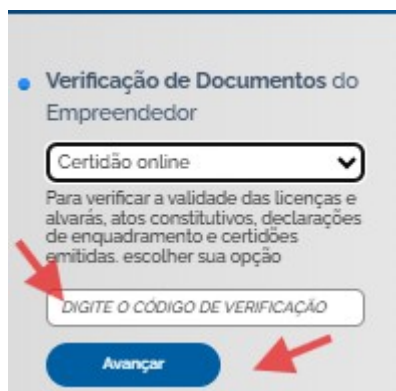 Verificação de Documentos do
Empreendedor
Certidão online
Para verificar a validade das licenças e
alvarás, atos constitutivos, declarações
de enquadramento e certidões
emitidas. escolher sua opção
DIGITE O CÓDIGO DE VERIFICAÇÃO
Avançar